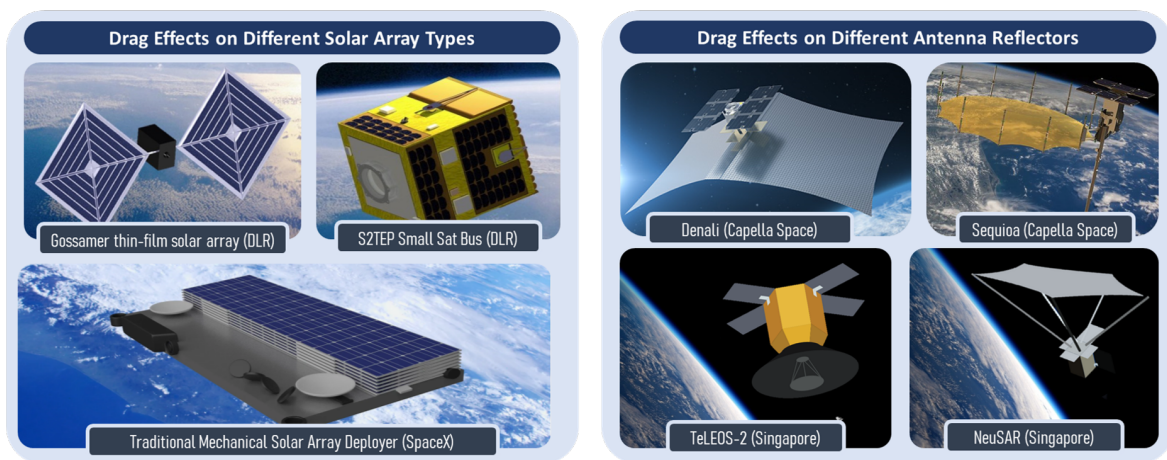 Drag Effects on Different Solar Array Types
Gossamer thin-film solar array (DLR)
S2TEP Small Sat Bus (DLR)
Traditional Mechanical Solar Array Deployer (SpaceX)
Drag Effects on Different Antenna Reflectors
Denali (Capella Space)
Sequioa (Capella Space)
TeLEOS-2 (Singapore)
NeuSAR (Singapore)